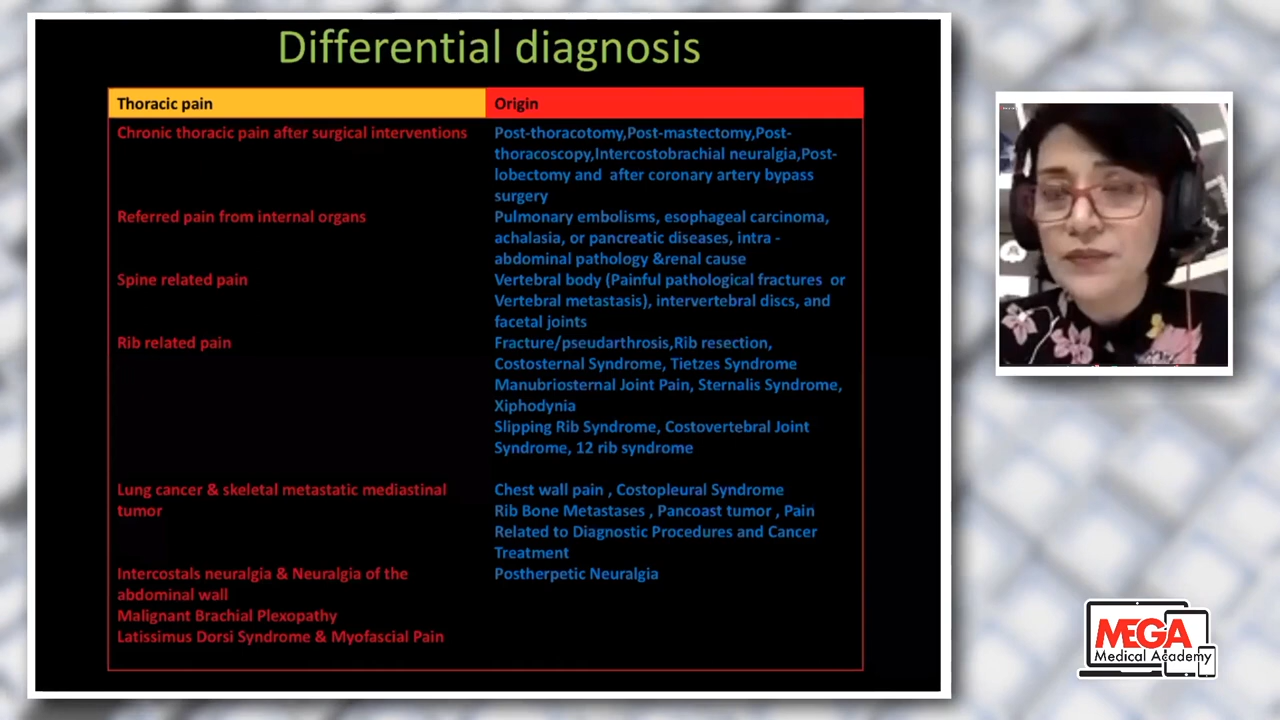 Differential diagnosis
Thoracic pain
Origin
Chronic thoracic pain after surgical interventions
Post-thoracotomy,Post-mastectomy,Post-
thoracoscopy,Intercostobrachial neuralgia,Post-
lobectomy and after coronary artery bypass
surgery
Referred pain from internal organs
Pulmonary embolisms, esophageal carcinoma,
achalasia, or pancreatic diseases, intra -
abdominal pathology &renal cause
Spine related pain
Vertebral body (Painful pathological fractures or
Vertebral metastasis), intervertebral discs, and
facetal joints
Rib related pain
Fracture/pseudarthrosis,Rib resection,
Costosternal Syndrome, Tietzes Syndrome
Manubriosternal Joint Pain, Sternalis Syndrome,
Xiphodynia
Slipping Rib Syndrome, Costovertebral Joint
Syndrome, 12 rib syndrome
Lung cancer & skeletal metastatic mediastinal
tumor
Chest wall pain , Costopleural Syndrome
Rib Bone Metastases , Pancoast tumor , Pain
Related to Diagnostic Procedures and Cancer
Treatment
Intercostals neuralgia & Neuralgia of the
abdominal wall
Postherpetic Neuralgia
Malignant Brachial Plexopathy
Latissimus Dorsi Syndrome & Myofascial Pain
MEGA
Medical Academy